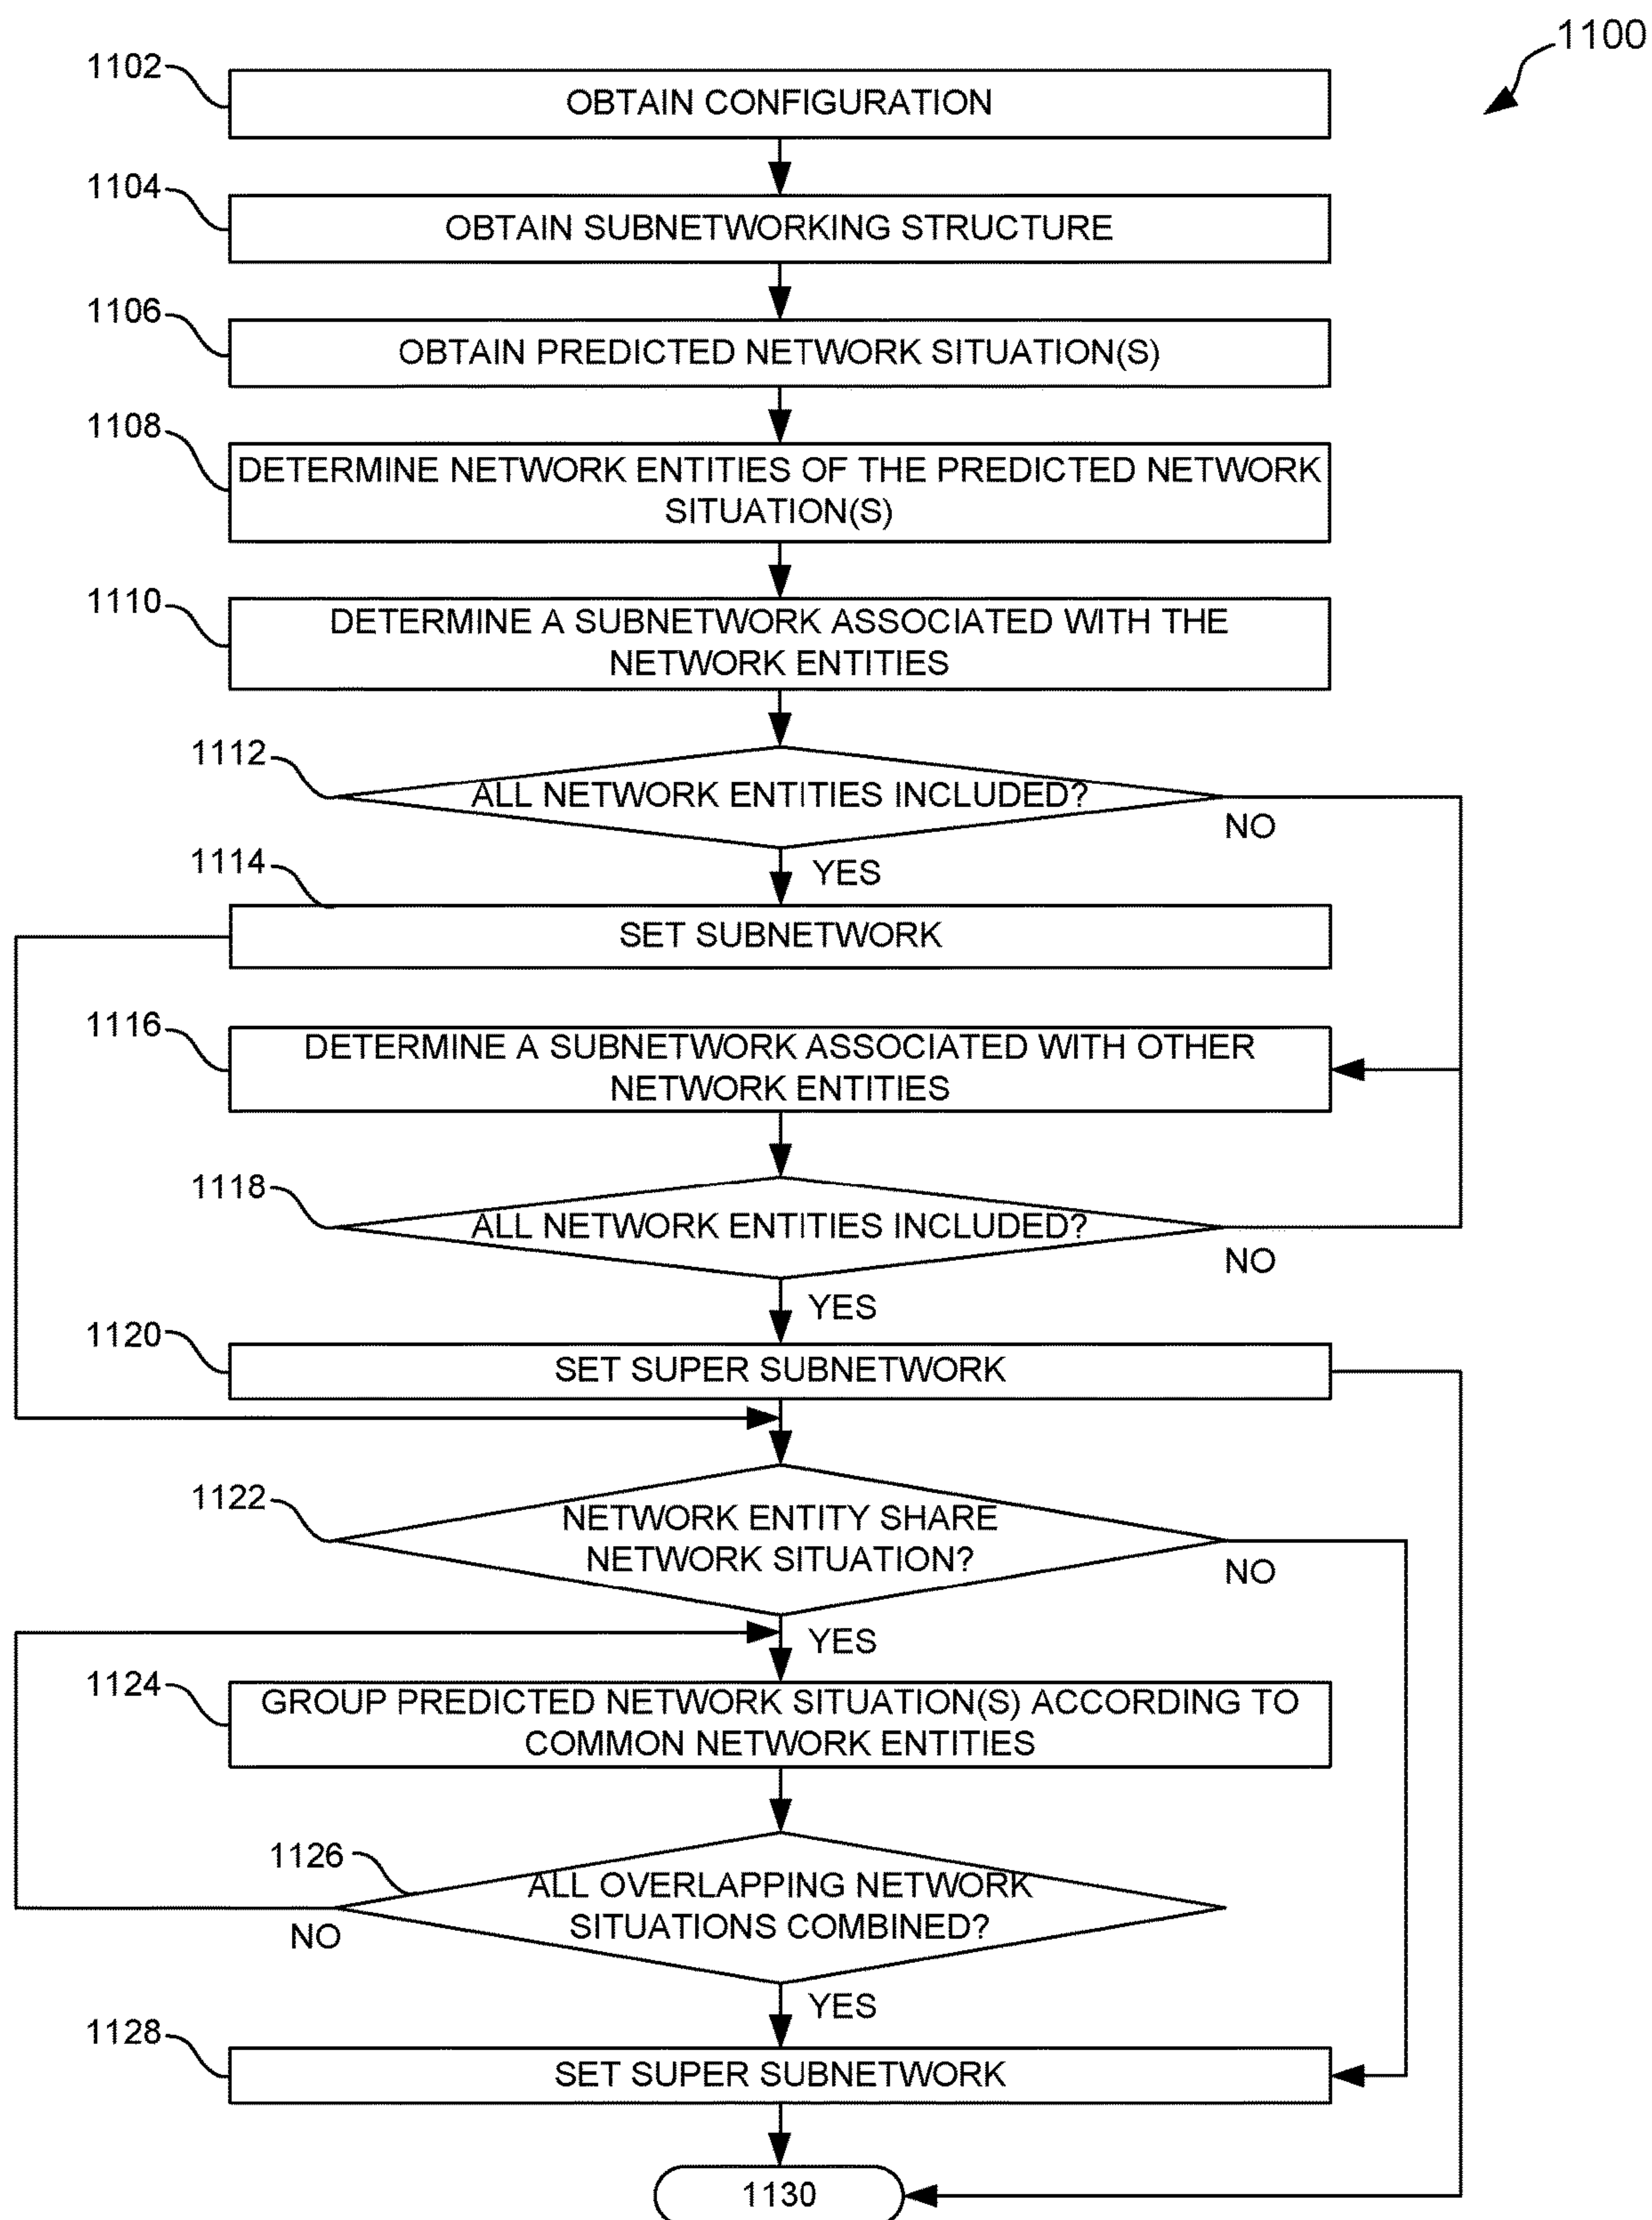 1100
1102
OBTAIN CONFIGURATION
1104
OBTAIN SUBNETWORKING STRUCTURE
1106
OBTAIN PREDICTED NETWORK SITUATION(S)
1108
DETERMINE NETWORK ENTITIES OF THE PREDICTED NETWORK
SITUATION(S)
1110
DETERMINE A SUBNETWORK ASSOCIATED WITH THE
NETWORK ENTITIES
1112
ALL NETWORK ENTITIES INCLUDED?
NO
YES
1114
SET SUBNETWORK
1116
DETERMINE A SUBNETWORK ASSOCIATED WITH OTHER
NETWORK ENTITIES
1118
ALL NETWORK ENTITIES INCLUDED?
NO
YES
1120
SET SUPER SUBNETWORK
1122
NETWORK ENTITY SHARE
NETWORK SITUATION?
NO
YES
1124
GROUP PREDICTED NETWORK SITUATION(S) ACCORDING TO
COMMON NETWORK ENTITIES
1126
ALL OVERLAPPING NETWORK
SITUATIONS COMBINED?
NO
YES
1128
SET SUPER SUBNETWORK
1130